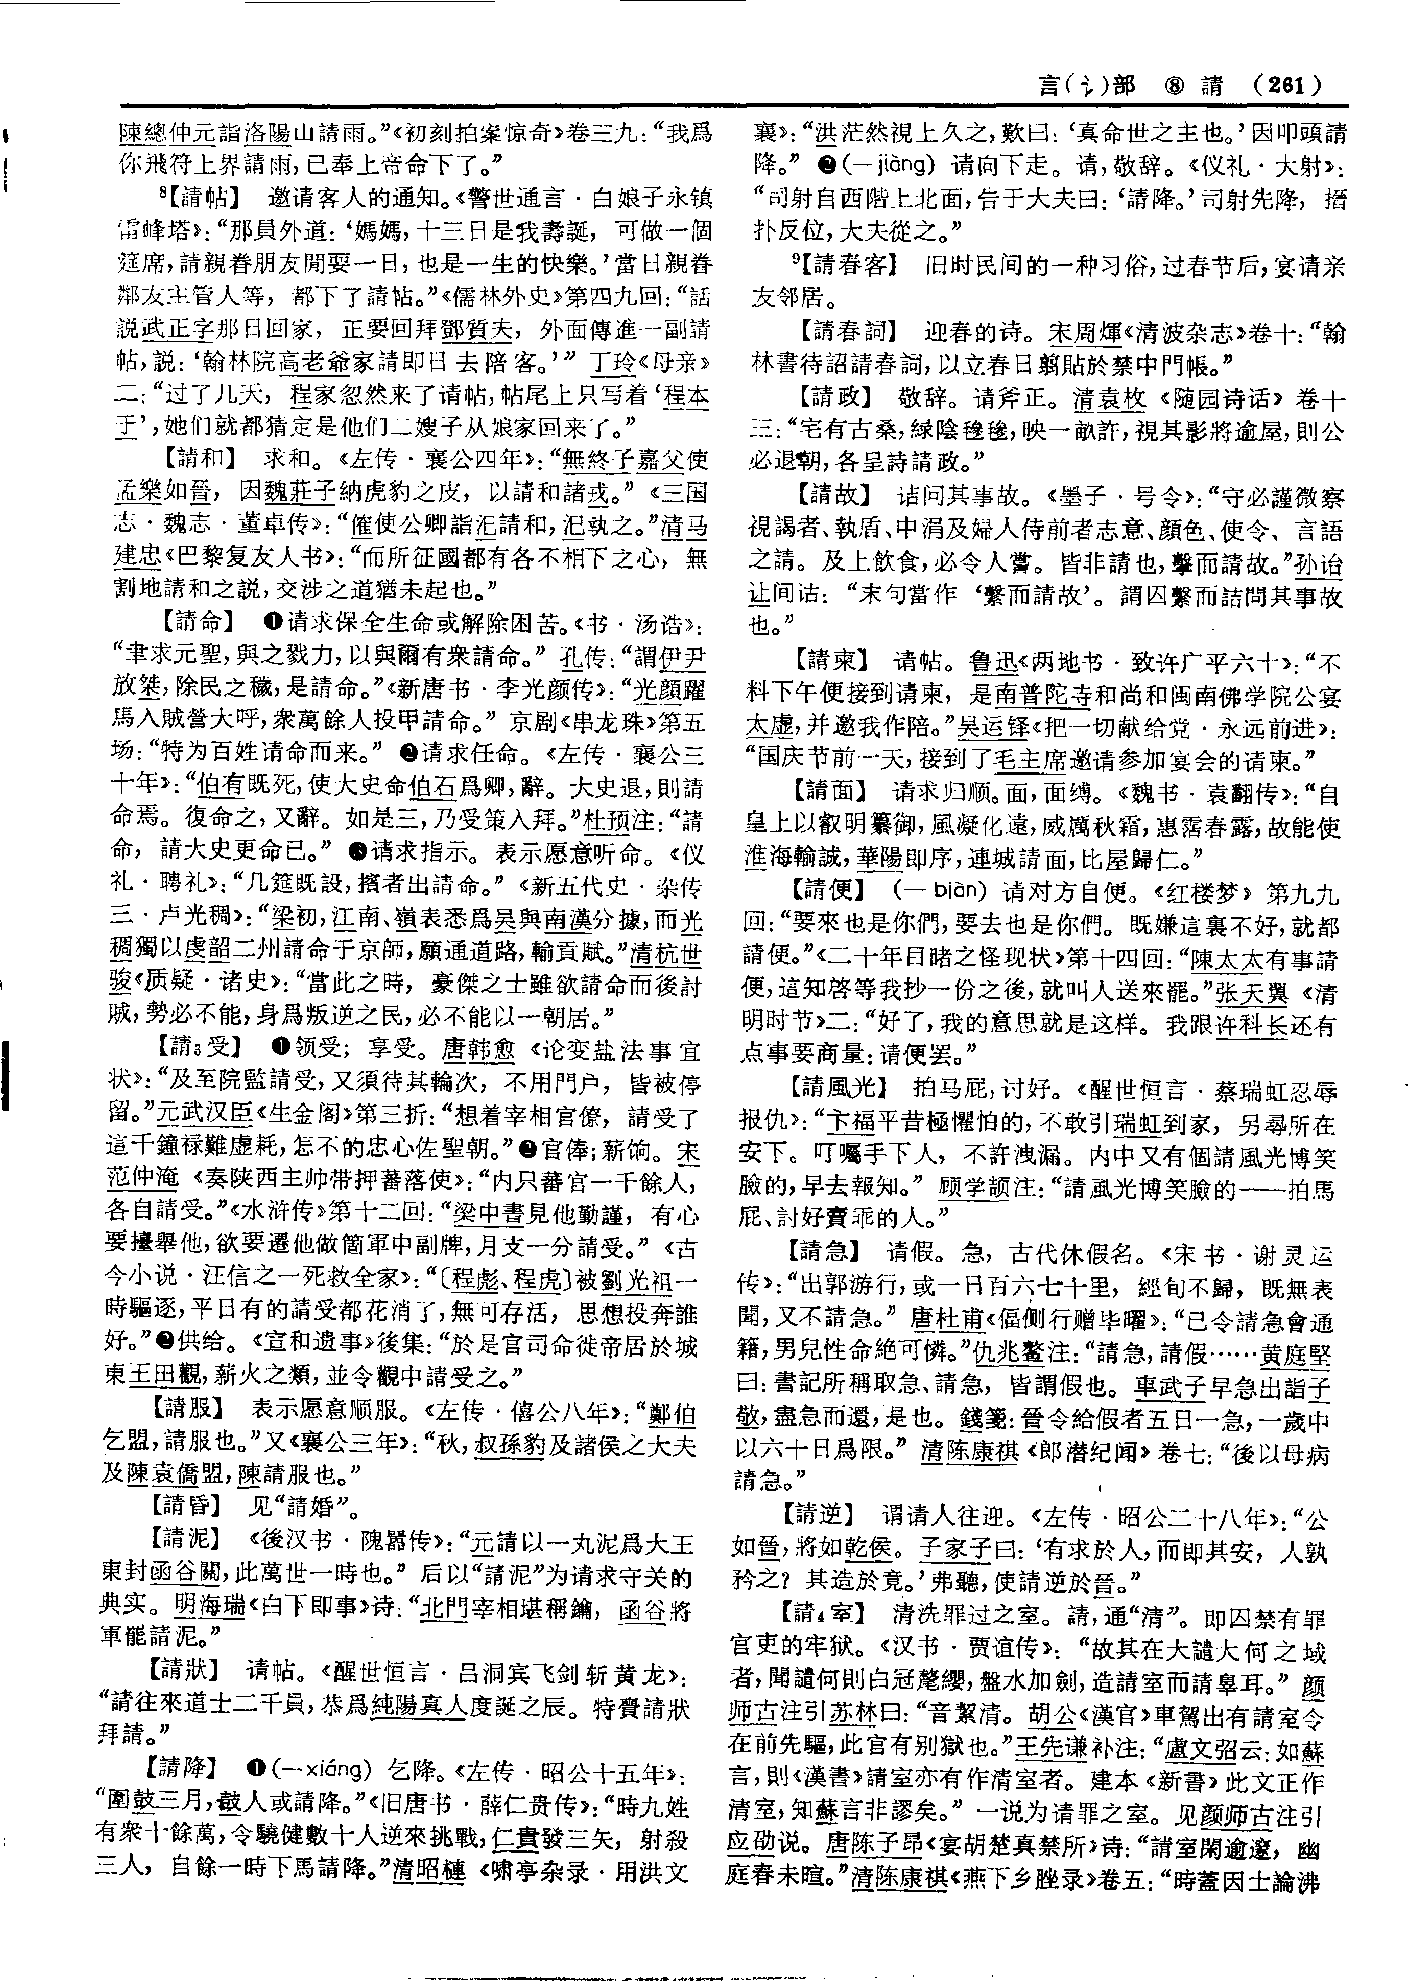 言(讠)部 ⑧ 請 (261)
陳總仲元詣洛陽山請雨。”《初刻拍案惊奇》卷三九：“我爲
你飛符上界請雨，已奉上帝命下了。”
⁸【請帖】 邀请客人的通知。《警世通言·白娘子永镇
雷峰塔》：“那員外道：‘媽媽，十三日是我壽誕，可做一個
筵席，請親眷朋友閒耍一日，也是一生的快樂。’當日親眷
鄰友主管人等，都下了請帖。”《儒林外史》第四九回：“話
説武正字那日回家，正要回拜鄧質夫，外面傳進一副請
帖，説：‘翰林院高老爺家請即日去陪客。’” 丁玲《母亲》
二：“过了几天，程家忽然来了请帖，帖尾上只写着‘程本
于’，她们就都猜定是他们二嫂子从娘家回来了。”
【請和】 求和。《左传·襄公四年》：“無終子嘉父使
孟樂如晉，因魏莊子納虎豹之皮，以請和諸戎。”《三国
志·魏志·董卓传》：“傕使公卿詣汜請和，汜執之。”清马
建忠《巴黎复友人书》：“而所征國都有各不相下之心，無
割地請和之説，交涉之道猶未起也。”
【請命】 ❶请求保全生命或解除困苦。《书·汤诰》：
“聿求元聖，與之戮力，以與爾有衆請命。” 孔传：“謂伊尹
放桀，除民之穢，是請命。”《新唐书·李光颜传》：“光顔躍
馬入賊營大呼，衆萬餘人投甲請命。” 京剧《串龙珠》第五
场：“特为百姓请命而来。” ❷请求任命。《左传·襄公三
十年》：“伯有既死，使大史命伯石爲卿，辭。大史退，則請
命焉。復命之，又辭。如是三，乃受策入拜。”杜预注：“請
命，請大史更命已。” ❸请求指示。表示愿意听命。《仪
礼·聘礼》：“几筵既設，擯者出請命。”《新五代史·杂传
三·卢光稠》：“梁初，江南、嶺表悉爲吴與南漢分據，而光
稠獨以虔韶二州請命于京師，願通道路，輸貢賦。”清杭世
骏《质疑·诸史》：“當此之時，豪傑之士雖欲請命而後討
賊，勢必不能，身爲叛逆之民，必不能以一朝居。”
【請₃受】 ❶领受；享受。唐韩愈《论变盐法事宜
状》：“及至院監請受，又須待其輪次，不用門户，皆被停
留。”元武汉臣《生金阁》第三折：“想着宰相官僚，請受了
這千鐘禄難虚耗，怎不的忠心佐聖朝。”❷官俸；薪饷。宋
范仲淹《奏陕西主帅带押蕃落使》：“内只蕃官一千餘人，
各自請受。”《水浒传》第十二回：“梁中書見他勤謹，有心
要擡舉他，欲要遷他做箇軍中副牌，月支一分請受。”《古
今小说·汪信之一死救全家》：“〔程彪、程虎〕被劉光祖一
時驅逐，平日有的請受都花消了，無可存活，思想投奔誰
好。”❸供给。《宣和遗事》後集：“於是官司命徙帝居於城
東王田觀，薪火之類，並令觀中請受之。”
【請服】 表示愿意顺服。《左传·僖公八年》：“鄭伯
乞盟，請服也。”又《襄公三年》：“秋，叔孫豹及諸侯之大夫
及陳袁僑盟，陳請服也。”
【請昏】 见“請婚”。
【請泥】 《後汉书·隗嚣传》：“元請以一丸泥爲大王
東封函谷關，此萬世一時也。” 后以“請泥”为请求守关的
典实。明海瑞《白下即事》诗：“北門宰相堪稱鑰，函谷將
軍能請泥。”
【請狀】 请帖。《醒世恒言·吕洞宾飞剑斩黄龙》：
“請往來道士二千員，恭爲純陽真人度誕之辰。特賫請狀
拜請。”
【請降】 ❶(－xiáng) 乞降。《左传·昭公十五年》：
“圍鼓三月，鼓人或請降。”《旧唐书·薛仁贵传》：“時九姓
有衆十餘萬，令驍健數十人逆來挑戰，仁貴發三矢，射殺
三人，自餘一時下馬請降。”清昭槤《啸亭杂录·用洪文
襄》：“洪茫然視上久之，歎曰：‘真命世之主也。’因叩頭請
降。” ❷(－jiàng) 请向下走。请，敬辞。《仪礼·大射》：
“司射自西階上北面，告于大夫曰：‘請降。’司射先降，搢
扑反位，大夫從之。”
⁹【請春客】 旧时民间的一种习俗，过春节后，宴请亲
友邻居。
【請春詞】 迎春的诗。宋周煇《清波杂志》卷十：“翰
林書待詔請春詞，以立春日翦貼於禁中門帳。”
【請政】 敬辞。请斧正。清袁枚《随园诗话》卷十
三：“宅有古桑，緑陰毵毵，映一畝許，視其影將逾屋，則公
必退朝，各呈詩請政。”
【請故】 诘问其事故。《墨子·号令》：“守必謹微察
視謁者、執盾、中涓及婦人侍前者志意、顔色、使令、言語
之請。及上飲食，必令人嘗。皆非請也，擊而請故。”孙诒
让间诂：“末句當作‘繫而請故’。謂囚繫而詰問其事故
也。”
【請柬】 请帖。鲁迅《两地书·致许广平六十》：“不
料下午便接到请柬，是南普陀寺和尚和闽南佛学院公宴
太虚，并邀我作陪。”吴运铎《把一切献给党·永远前进》：
“国庆节前一天，接到了毛主席邀请参加宴会的请柬。”
【請面】 请求归顺。面，面缚。《魏书·袁翻传》：“自
皇上以叡明纂御，風凝化遠，威厲秋霜，惠霑春露，故能使
淮海輸誠，華陽即序，連城請面，比屋歸仁。”
【請便】 (－biàn) 请对方自便。《红楼梦》第九九
回：“要來也是你們，要去也是你們。既嫌這裏不好，就都
請便。”《二十年目睹之怪现状》第十四回：“陳太太有事請
便，這知啓等我抄一份之後，就叫人送來罷。”张天翼《清
明时节》二：“好了，我的意思就是这样。我跟许科长还有
点事要商量：请便罢。”
【請風光】 拍马屁，讨好。《醒世恒言·蔡瑞虹忍辱
报仇》：“卞福平昔極懼怕的，不敢引瑞虹到家，另尋所在
安下。叮囑手下人，不許洩漏。内中又有個請風光博笑
臉的，早去報知。” 顾学颉注：“請風光博笑臉的——拍馬
屁、討好賣乖的人。”
【請急】 请假。急，古代休假名。《宋书·谢灵运
传》：“出郭游行，或一日百六七十里，經旬不歸，既無表
聞，又不請急。” 唐杜甫《偪侧行赠毕曜》：“已令請急會通
籍，男兒性命絶可憐。”仇兆鳌注：“請急，請假……黄庭堅
曰：書記所稱取急、請急，皆謂假也。車武子早急出詣子
敬，盡急而還，是也。錢箋：晉令給假者五日一急，一歲中
以六十日爲限。” 清陈康祺《郎潜纪闻》卷七：“後以母病
請急。”
【請逆】 谓请人往迎。《左传·昭公二十八年》：“公
如晉，將如乾侯。子家子曰：‘有求於人，而即其安，人孰
矜之？其造於竟。’弗聽，使請逆於晉。”
【請₄室】 清洗罪过之室。請，通“清”。即囚禁有罪
官吏的牢狱。《汉书·贾谊传》：“故其在大譴大何之域
者，聞譴何則白冠氂纓，盤水加劍，造請室而請辠耳。” 颜
师古注引苏林曰：“音絜清。胡公《漢官》車駕出有請室令
在前先驅，此官有别獄也。”王先谦补注：“盧文弨云：如蘇
言，則《漢書》請室亦有作清室者。建本《新書》此文正作
清室，知蘇言非謬矣。” 一说为请罪之室。见颜师古注引
应劭说。唐陈子昂《宴胡楚真禁所》诗：“請室閑逾邃，幽
庭春未暄。”清陈康祺《燕下乡脞录》卷五：“時蓋因士論沸